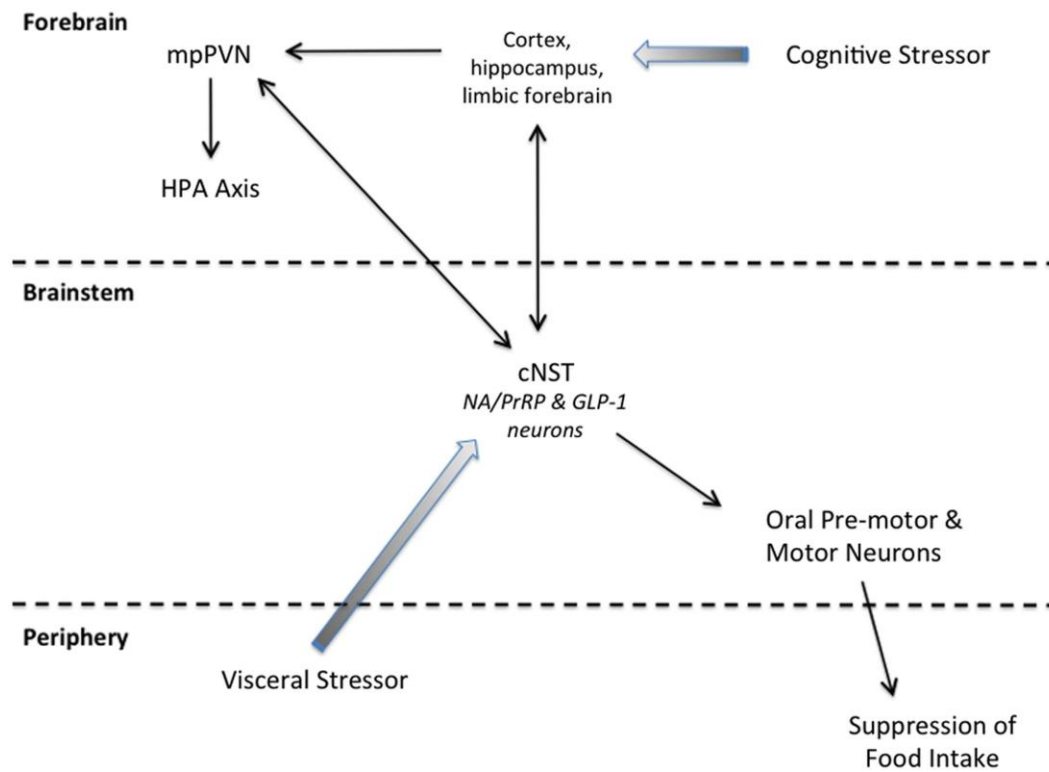 Forebrain
mpPVN
Cortex,
hippocampus,
limbic forebrain
Cognitive Stressor
HPA Axis
Brainstem
cNST
NA/PrRP & GLP-1
neurons
Oral Pre-motor &
Motor Neurons
Periphery
Visceral Stressor
Suppression of
Food Intake